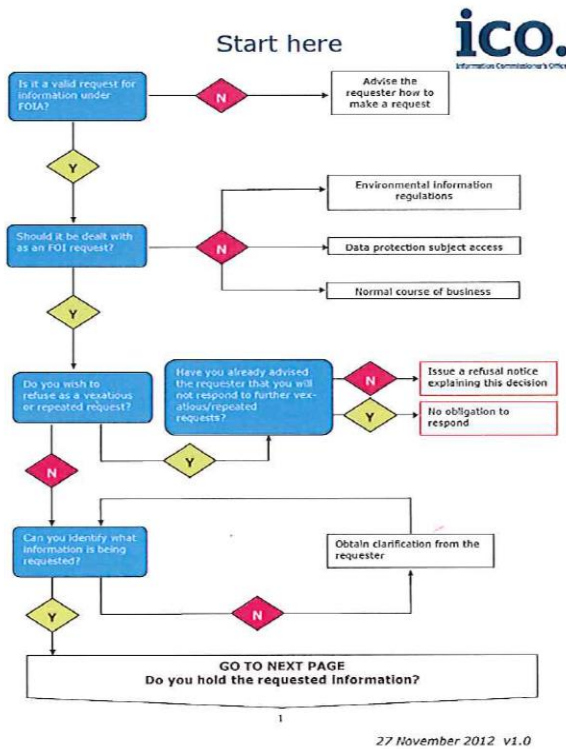 Start here
ico.
Information Commissioner's Office
Is it a valid request for
information under
FOIA?
N
Advise the
requester how to
make a request
Y
Environmental information
regulations
Should it be dealt with
as an FOI request?
N
Data protection subject access
Normal course of business
Y
Do you wish to
refuse as a vexatious
or repeated request?
Have you already advised
the requester that you will
not respond to further vex-
atious/repeated
requests?
N
Issue a refusal notice
explaining this decision
Y
No obligation to
respond
Y
N
Can you identify what
information is being
requested?
Obtain clarification from the
requester
N
Y
GO TO NEXT PAGE
Do you hold the requested information?
1
27 November 2012 v1.0